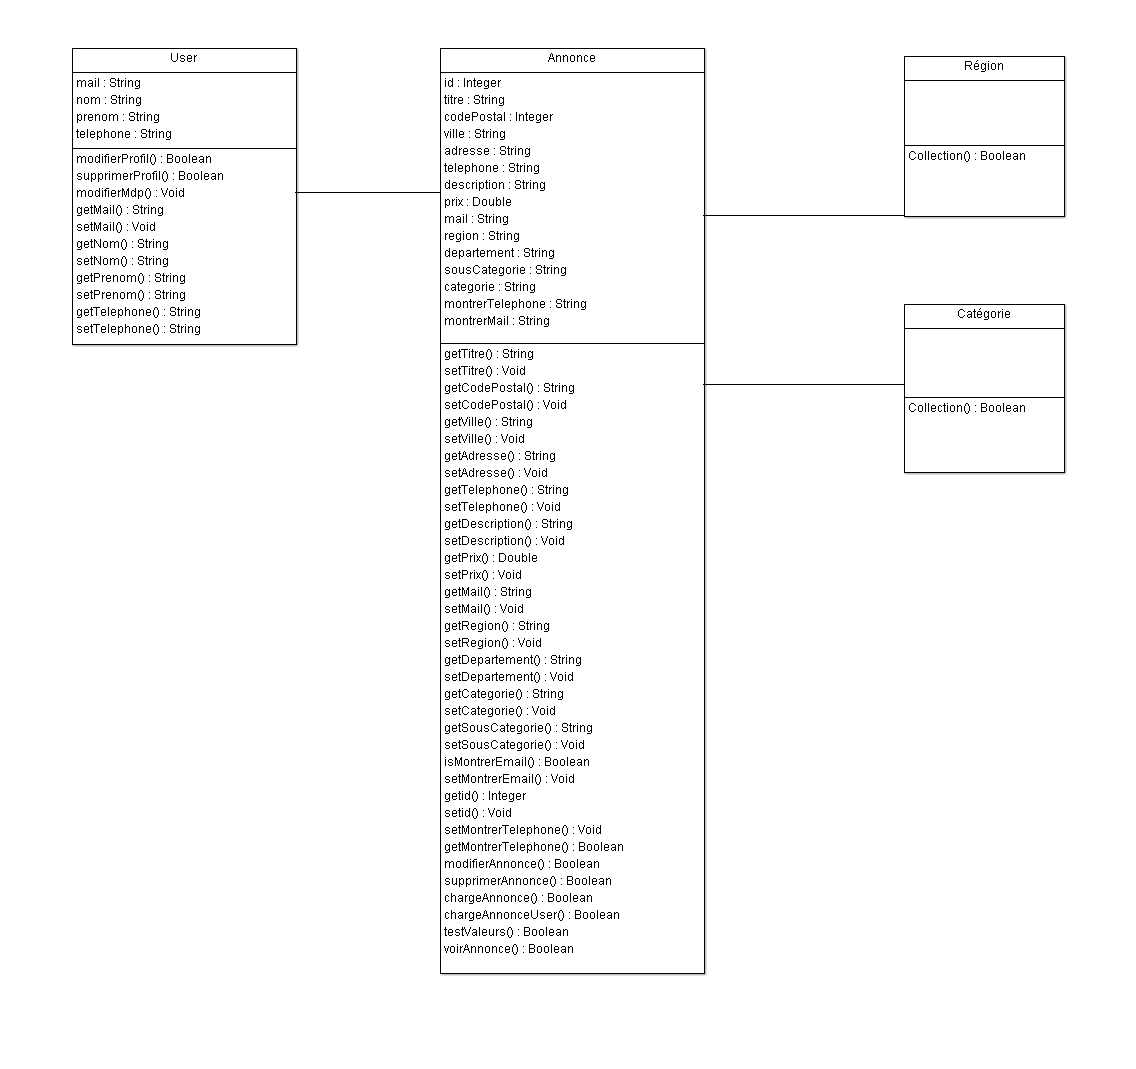 User
mail : String
nom : String
prenom : String
telephone : String
modifierProfil() : Boolean
supprimerProfil() : Boolean
modifierMdp() : Void
getMail() : String
setMail() : Void
getNom() : String
setNom() : String
getPrenom() : String
setPrenom() : String
getTelephone() : String
setTelephone() : String
Annonce
id : Integer
titre : String
codePostal : Integer
ville : String
adresse : String
telephone : String
description : String
prix : Double
mail : String
region : String
departement : String
sousCategorie : String
categorie : String
montrerTelephone : String
montrerMail : String
getTitre() : String
setTitre() : Void
getCodePostal() : String
setCodePostal() : Void
getVille() : String
setVille() : Void
getAdresse() : String
setAdresse() : Void
getTelephone() : String
setTelephone() : Void
getDescription() : String
setDescription() : Void
getPrix() : Double
setPrix() : Void
getMail() : String
setMail() : Void
getRegion() : String
setRegion() : Void
getDepartement() : String
setDepartement() : Void
getCategorie() : String
setCategorie() : Void
getSousCategorie() : String
setSousCategorie() : Void
isMontrerEmail() : Boolean
setMontrerEmail() : Void
getid() : Integer
setid() : Void
setMontrerTelephone() : Void
getMontrerTelephone() : Boolean
modifierAnnonce() : Boolean
supprimerAnnonce() : Boolean
chargeAnnonce() : Boolean
chargeAnnonceUser() : Boolean
testValeurs() : Boolean
voirAnnonce() : Boolean
Région
Collection() : Boolean
Catégorie
Collection() : Boolean